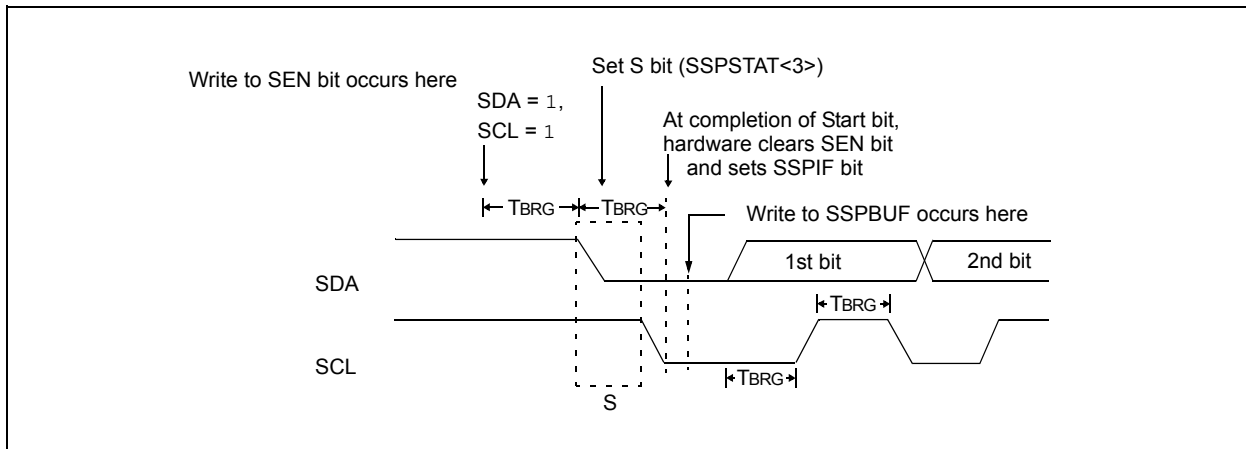 Set S bit (SSPSTAT<3>)
Write to SEN bit occurs here
SDA = 1,
SCL = 1
At completion of Start bit,
hardware clears SEN bit
and sets SSPIF bit
TBRG
TBRG
Write to SSPBUF occurs here
1st bit
2nd bit
SDA
TBRG
SCL
TBRG
S